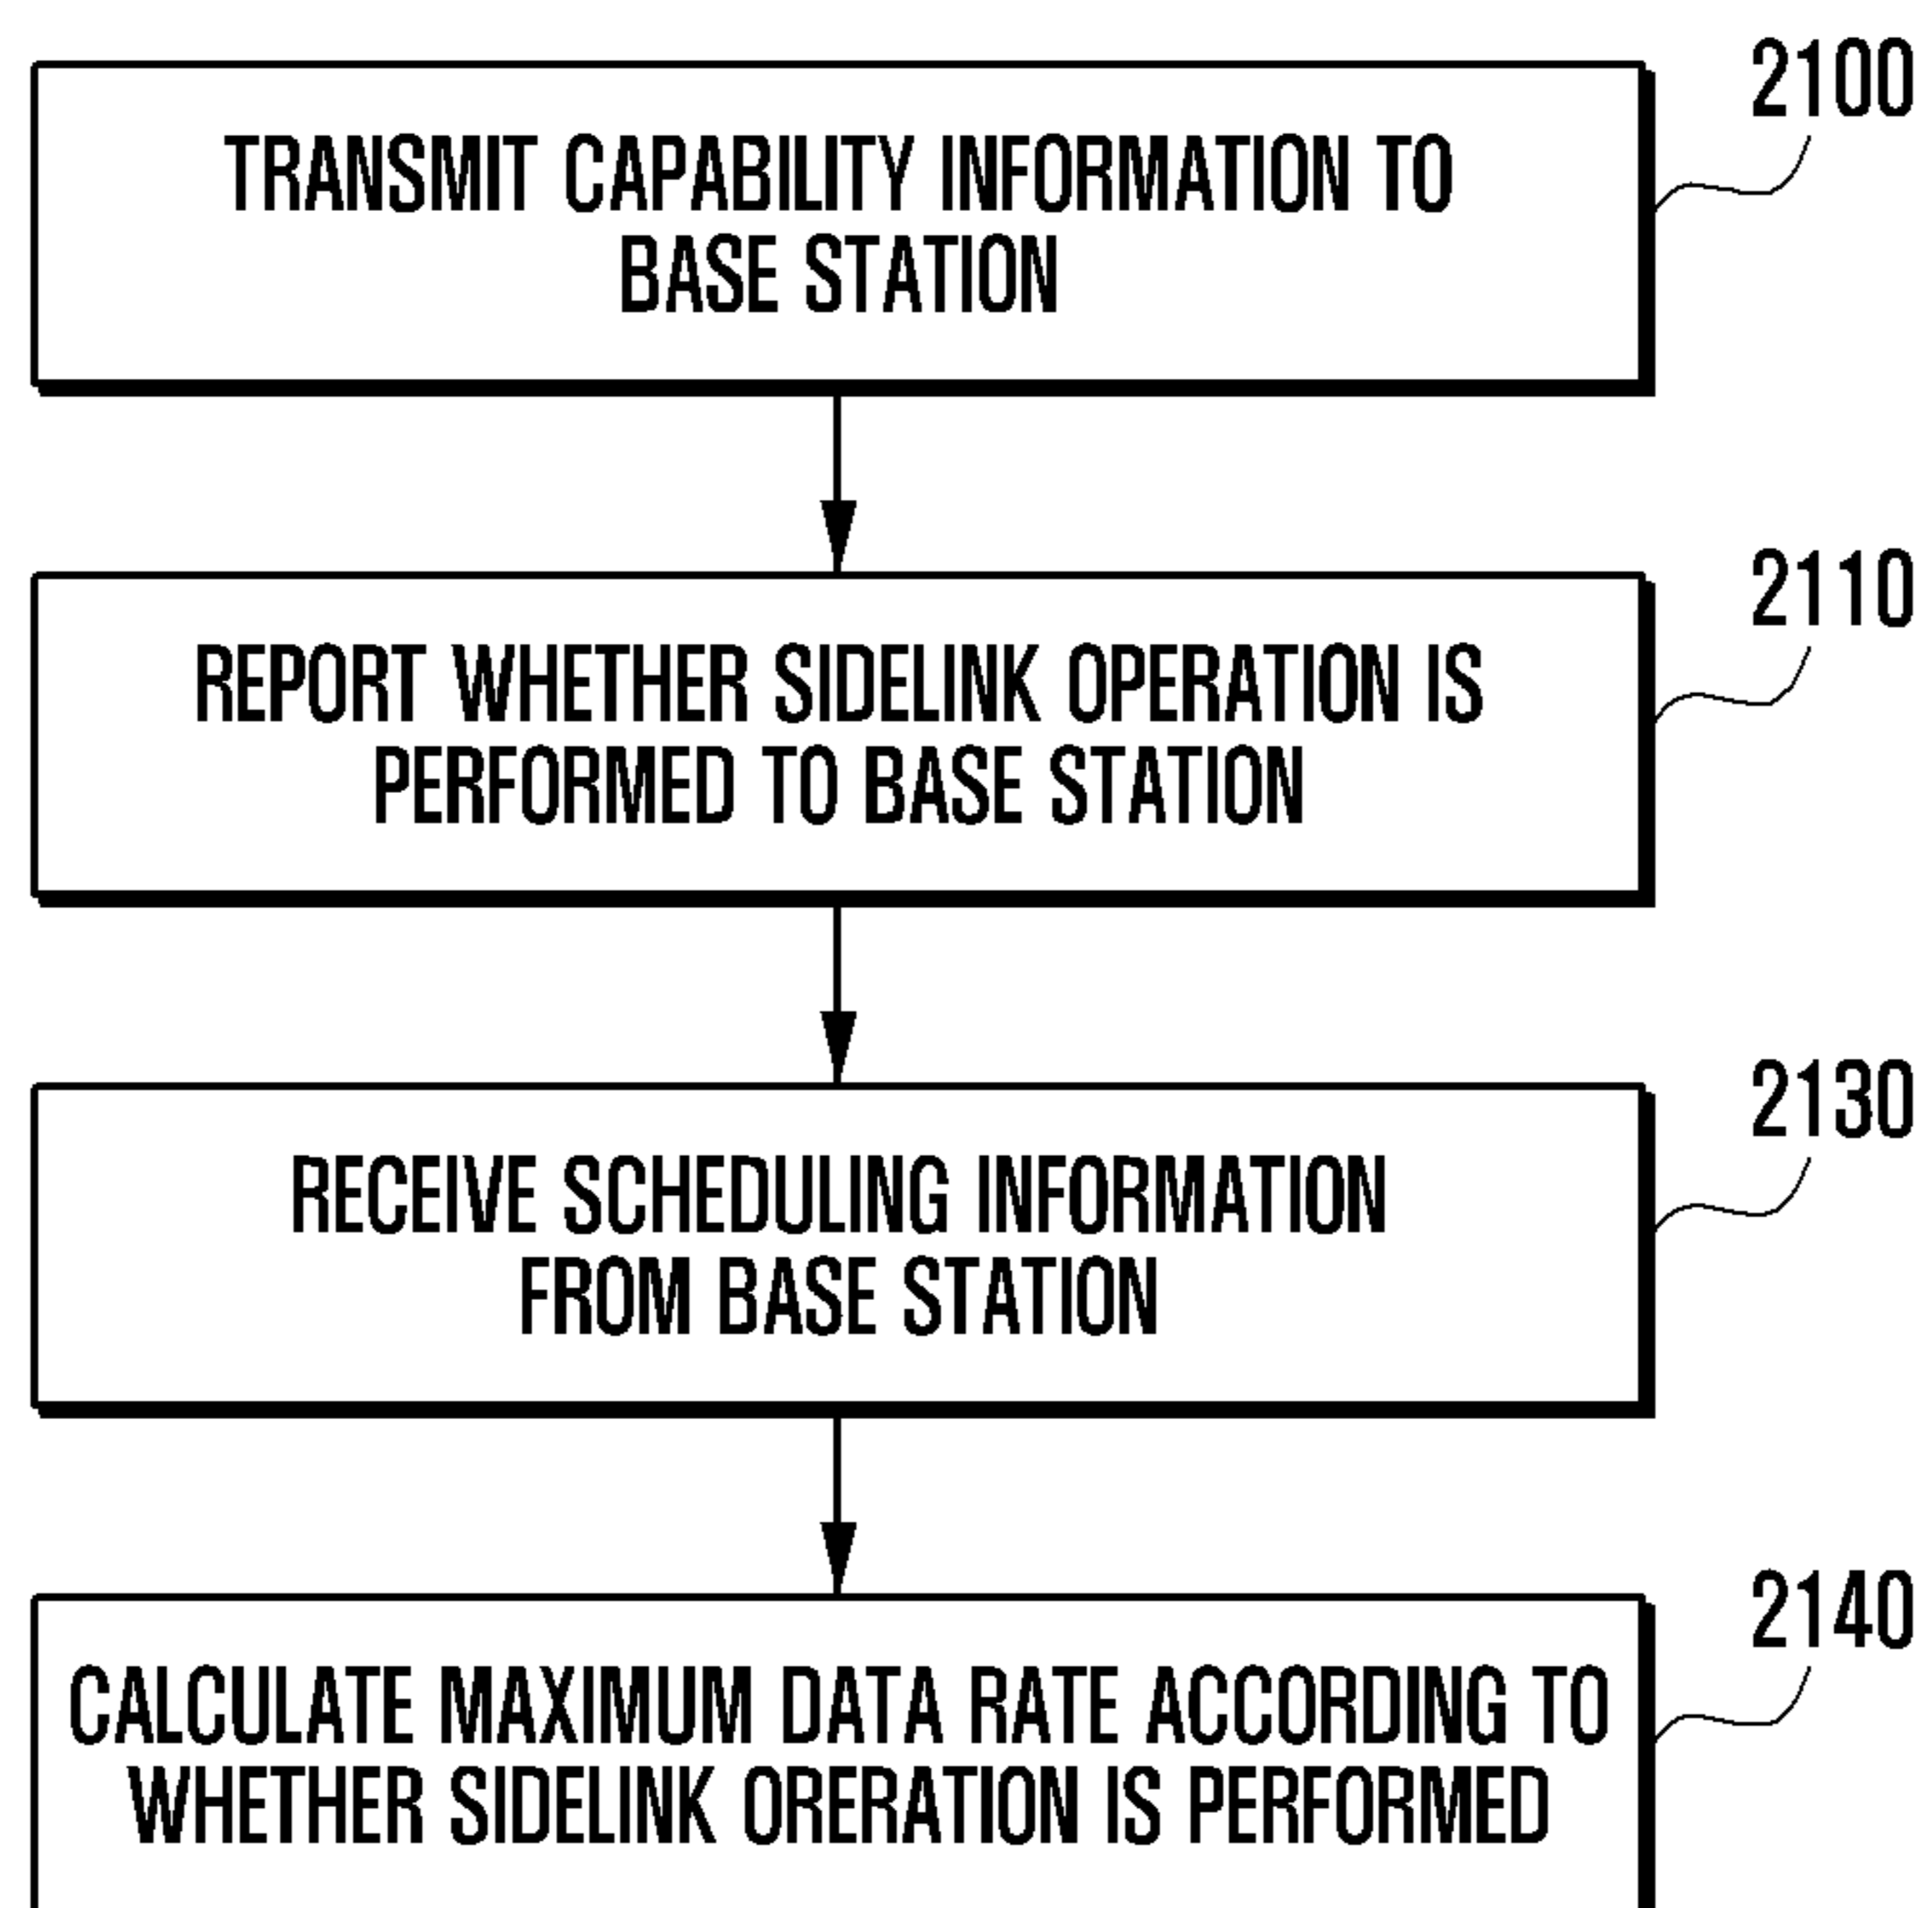 2100
TRANSMIT CAPABILITY INFORMATION TO
BASE STATION
2110
REPORT WHETHER SIDELINK OPERATION IS
PERFORMED TO BASE STATION
2130
RECEIVE SCHEDULING INFORMATION
FROM BASE STATION
2140
CALCULATE MAXIMUM DATA RATE ACCORDING TO
WHETHER SIDELINK ORERATION IS PERFORMED